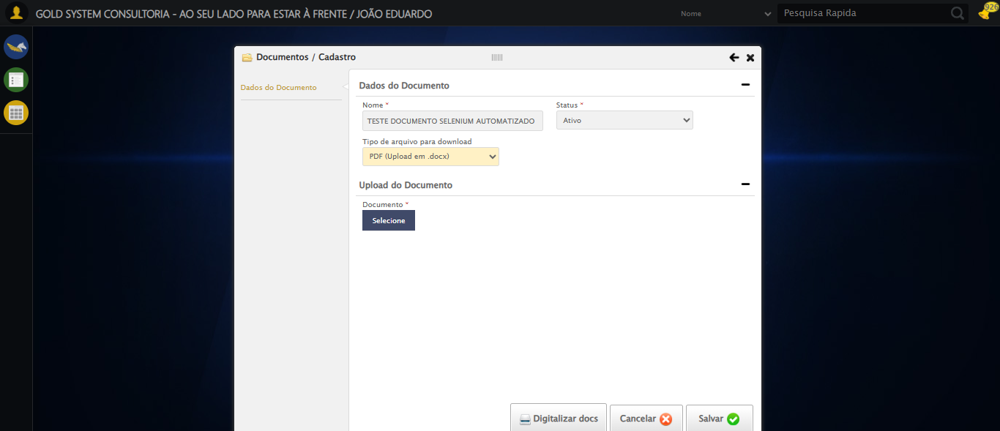 GOLD SYSTEM CONSULTORIA - AO SEU LADO PARA ESTAR À FRENTE / JOÃO EDUARDO
Nome
Pesquisa Rapida
926
Documentos / Cadastro
Dados do Documento
Dados do Documento
Nome *
Status *
TESTE DOCUMENTO SELENIUM AUTOMATIZADO
Ativo
Tipo de arquivo para download
PDF (Upload em .docx)
Upload do Documento
Documento *
Selecione
Digitalizar docs
Cancelar
Salvar